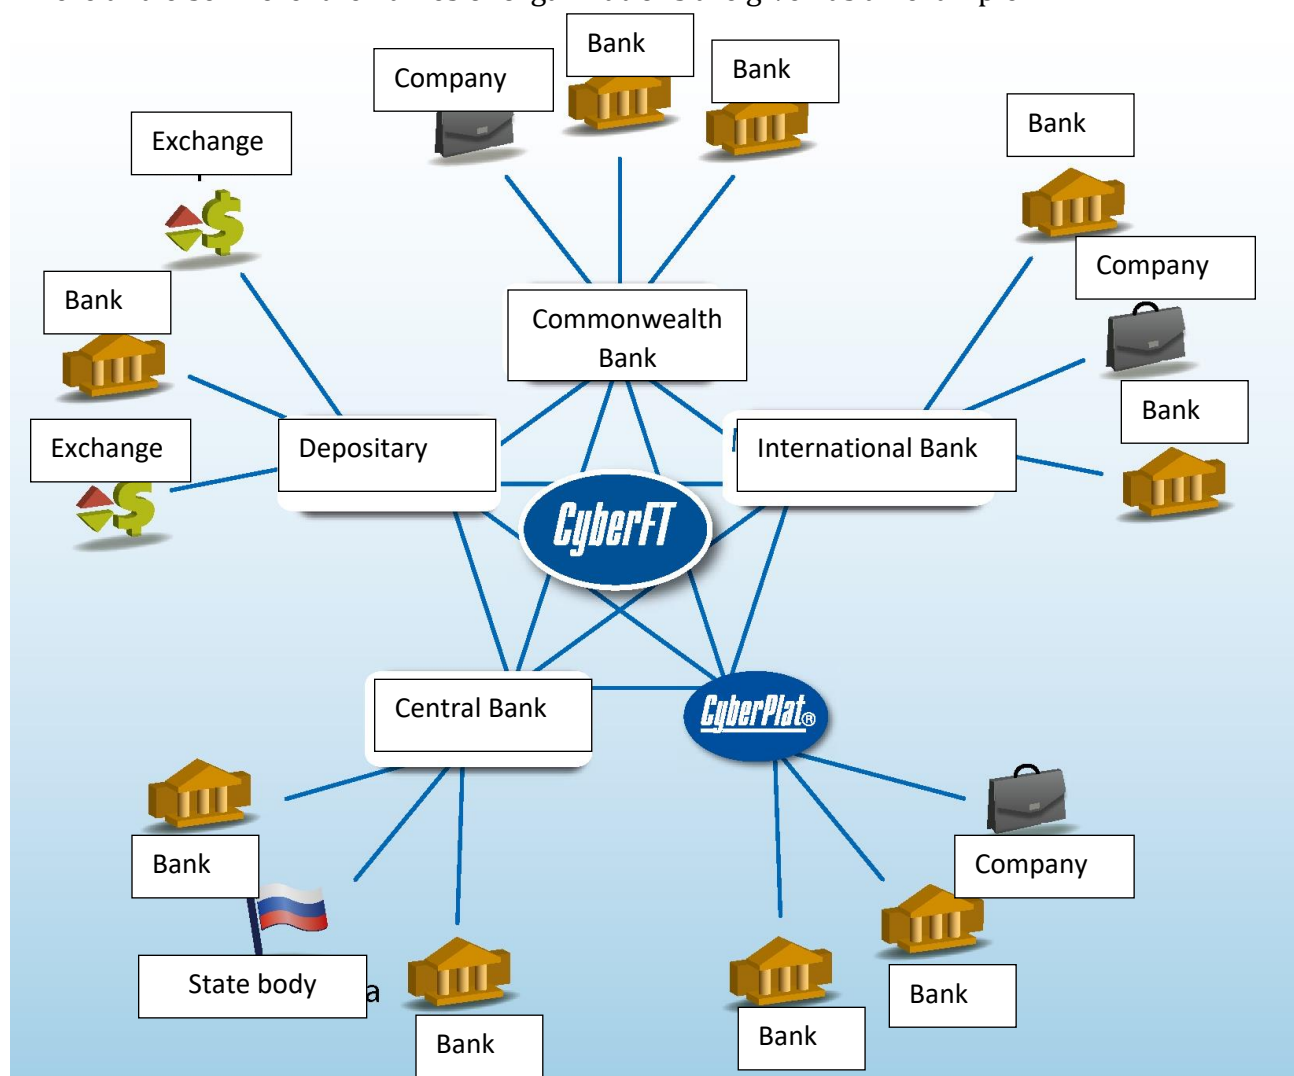 Bank
Company
Bank
Exchange
Bank
Company
Bank
Commonwealth
Bank
Bank
Exchange
Depositary
International Bank
CyberFT
Central Bank
CyberPlat®
Bank
Company
State body
a
Bank
Bank
Bank